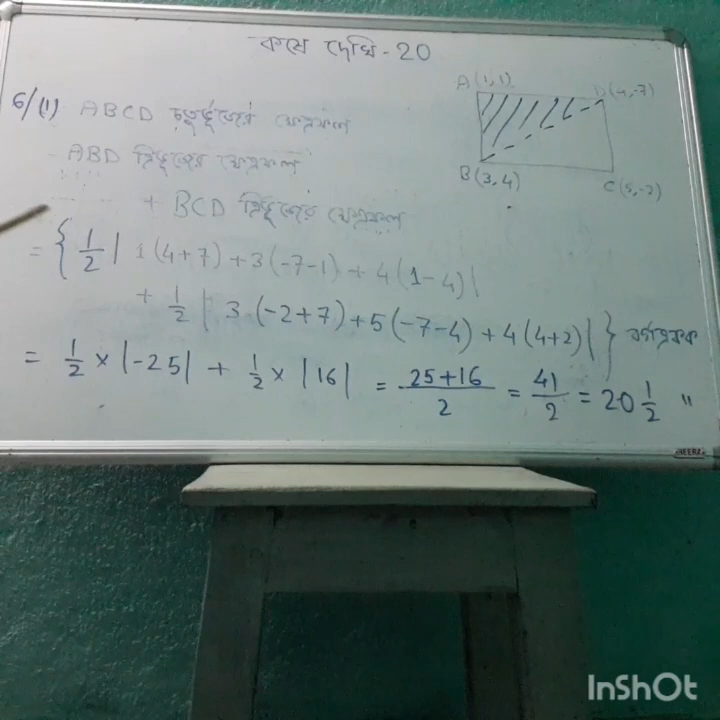 কষে দেখি - 20
A(1,1)
D(4,-7)
B(3,4)
C(5,-2)
6/(1) ABCD চতুর্ভুজের ক্ষেত্রফল
ABD ত্রিভুজের ক্ষেত্রফল
+ BCD ত্রিভুজের ক্ষেত্রফল
= { 1/2 | 1(4+7) + 3(-7-1) + 4(1-4) |
+ 1/2 | 3(-2+7) + 5(-7-4) + 4(4+2) | } বর্গএকক
= 1/2 × |-25| + 1/2 × |16| = (25+16)/2 = 41/2 = 20 1/2 "
InShOt